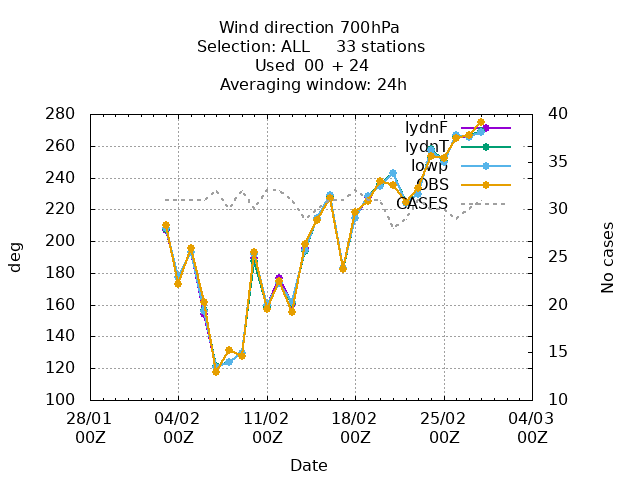 Wind direction 700hPa
Selection: ALL     33 stations
Used  00 + 24
Averaging window: 24h
280
260
240
220
200
180
160
140
120
100
deg
40
35
30
25
20
15
10
No cases
lydnF
lydnT
lowp
OBS
CASES
28/01 04/02 11/02 18/02 25/02 04/03
00Z 00Z 00Z 00Z 00Z 00Z
Date